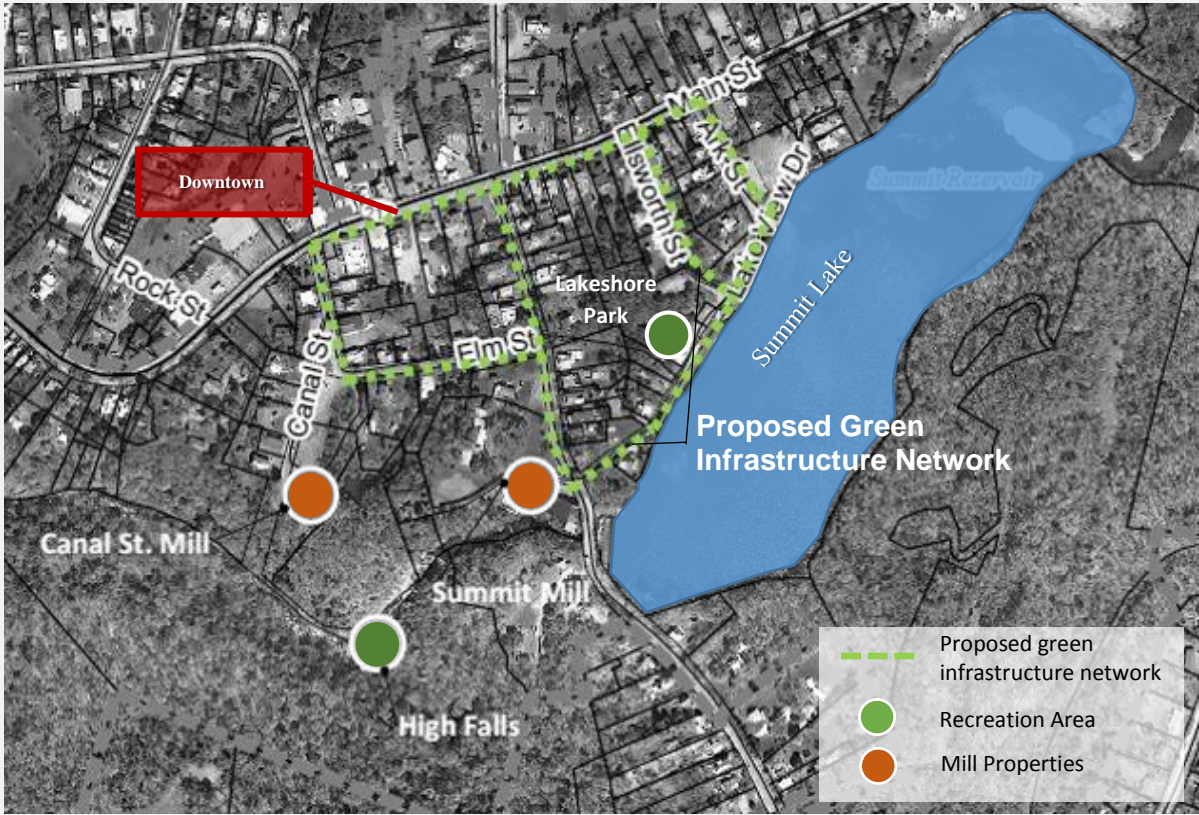 Main St
Downtown
Ellsworth St
Ark St
View Dr
Summit Reservoir
Rock St
Lakeshore
Park
Summit Lake
Canal St
Elm St
Proposed Green
Infrastructure Network
Canal St. Mill
Summit Mill
High Falls
Proposed green
infrastructure network
Recreation Area
Mill Properties